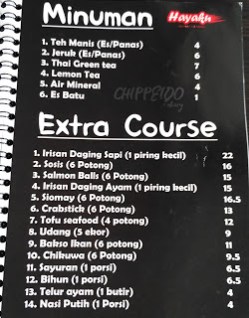 Minuman Hayaku
1. Teh Manis (Es/Panas) 4
2. Jeruk (Es/Panas) 6
3. Thai Green tea 7
4. Lemon Tea 6
5. Air Mineral 4
6. Es Batu 1
CHIPPEIDO
Extra Course
1. Irisan Daging Sapi (1 piring kecil) 22
2. Sosis (6 Potong) 16
3. Salmon Balls (6 Potong) 15
4. Irisan Daging Ayam (1 piring kecil) 15
5. Siomay (6 Potong) 16.5
6. Crabstick (6 Potong) 13
7. Tofu seafood (4 potong) 12
8. Udang (5 ekor) 9
9. Bakso Ikan (6 potong) 11
10. Chikuwa (6 Potong) 9.5
11. Sayuran (1 porsi) 6.5
12. Bihun (1 porsi) 6.5
13. Telur ayam (1 butir) 4
14. Nasi Putih (1 Porsi) 4